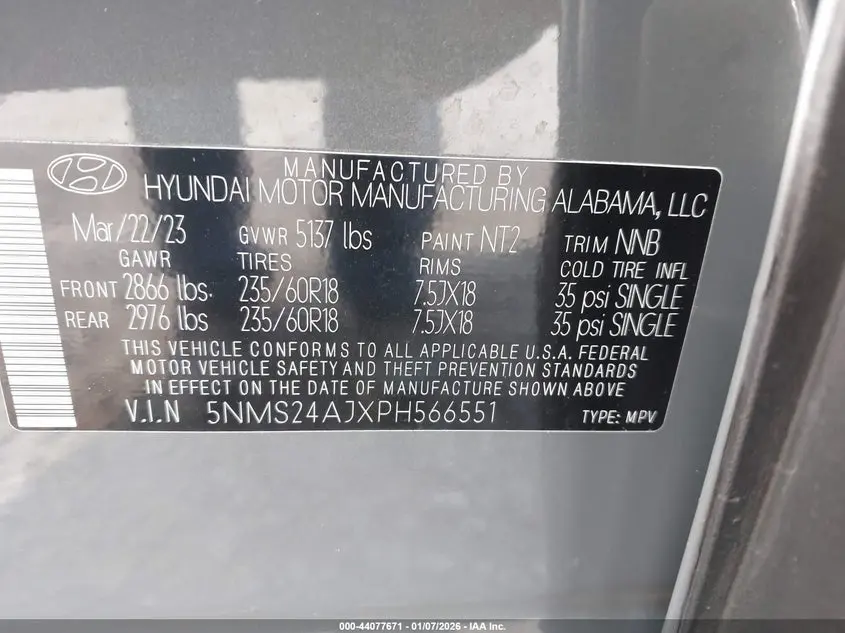 MANUFACTURED BY
HYUNDAI MOTOR MANUFACTURING ALABAMA, LLC
Mar/22/23 GVWR 5137 lbs PAINT NT2 TRIM NNB
GAWR TIRES RIMS COLD TIRE INFL
FRONT 2866 lbs. 235/60R18 7.5JX18 35 psi SINGLE
REAR 2976 lbs 235/60R18 7.5JX18 35 psi SINGLE
THIS VEHICLE CONFORMS TO ALL APPLICABLE U.S.A. FEDERAL
MOTOR VEHICLE SAFETY AND THEFT PREVENTION STANDARDS
IN EFFECT ON THE DATE OF MANUFACTURE SHOWN ABOVE
V.I.N 5NMS24AJXPH566551 TYPE: MPV
000-44077671 - 01/07/2026 - IAA Inc.